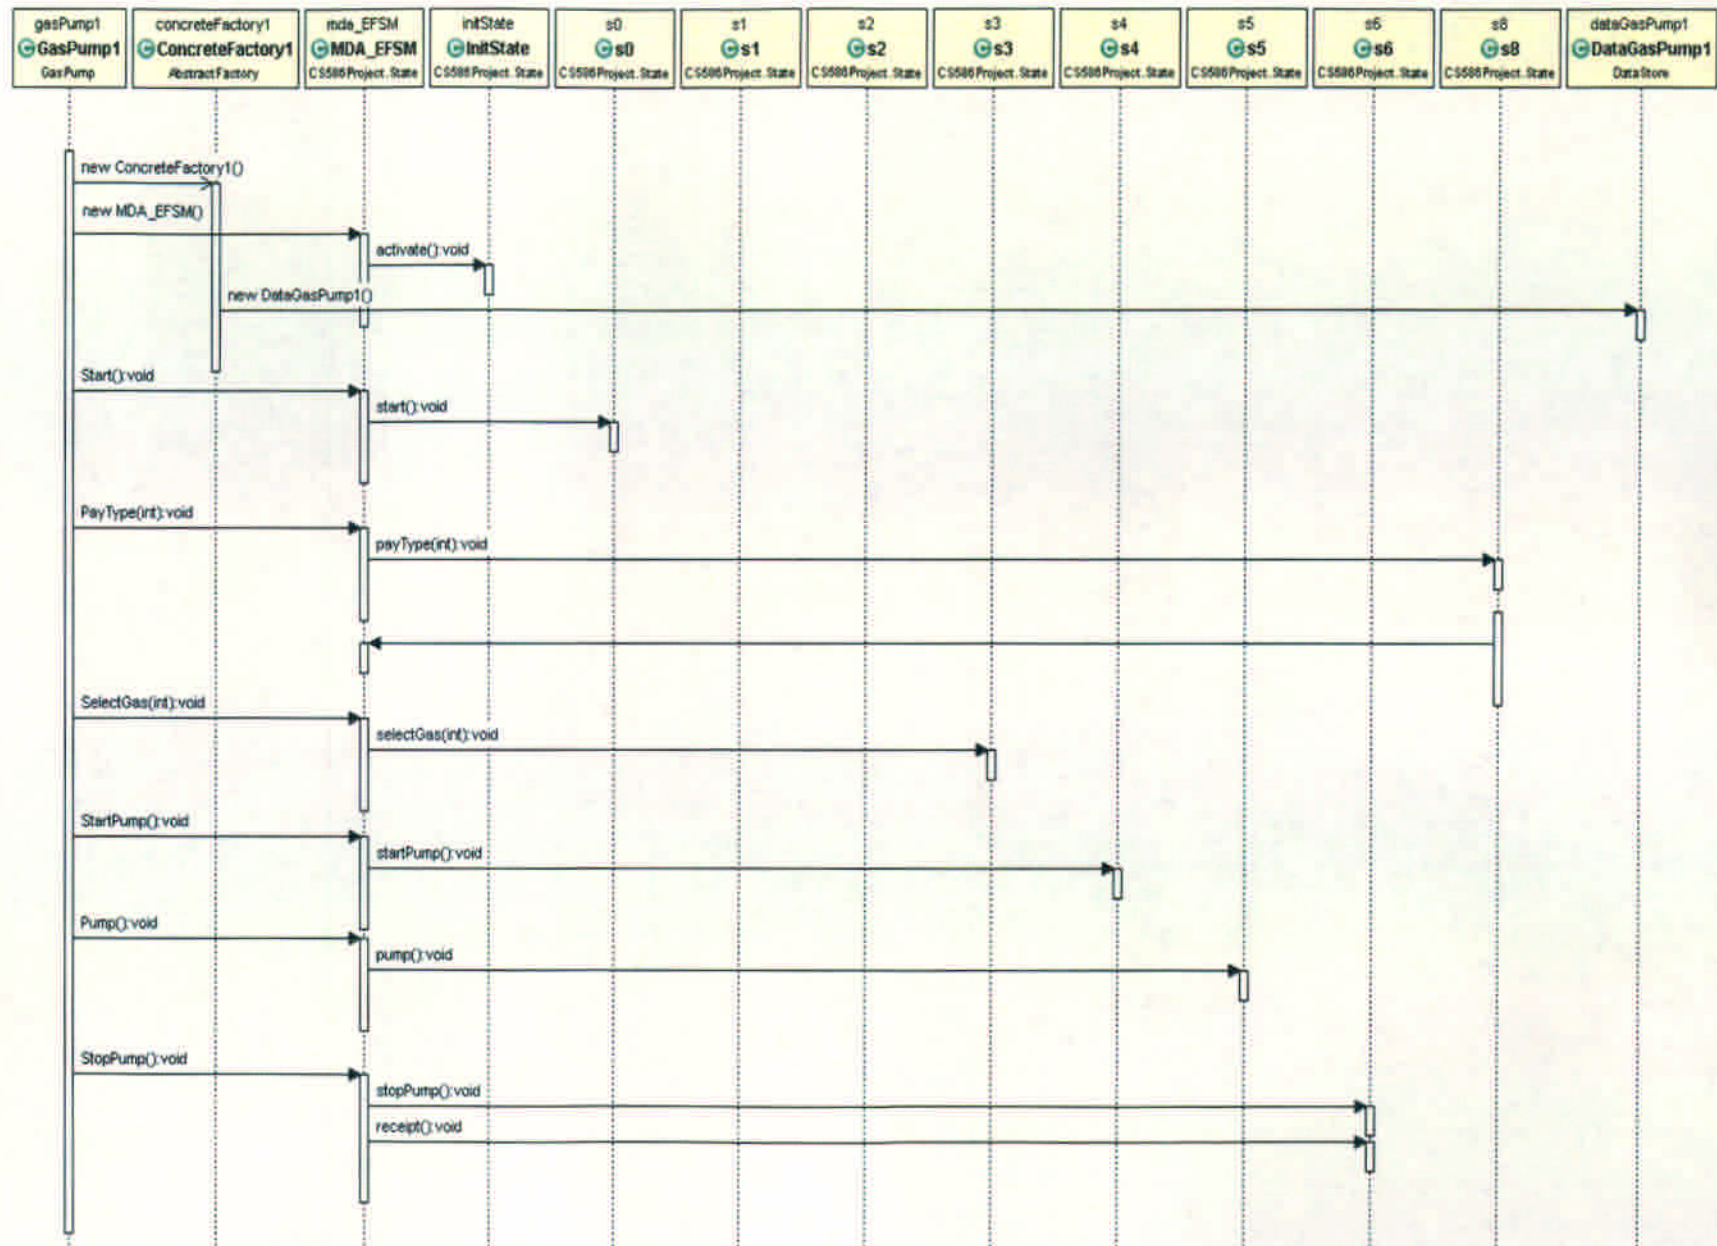 gasPump1 concreteFactory1 mda_EFSM initState s0 s1 s2 s3 s4 s5 s6 s8 dataGasPump1
GasPump1 ConcreteFactory1 MDA_EFSM InitState s0 s1 s2 s3 s4 s5 s6 s8 DataGasPump1
GasPump AbstractFactory CS586Project.State CS586Project.State CS586Project.State CS586Project.State CS586Project.State CS586Project.State CS586Project.State CS586Project.State CS586Project.State CS586Project.State DataStore
new ConcreteFactory1()
new MDA_EFSM()
activate():void
new DataGasPump1()
Start():void
start():void
PayType(int):void
payType(int):void
SelectGas(int):void
selectGas(int):void
StartPump():void
startPump():void
Pump():void
pump():void
StopPump():void
stopPump():void
receipt():void